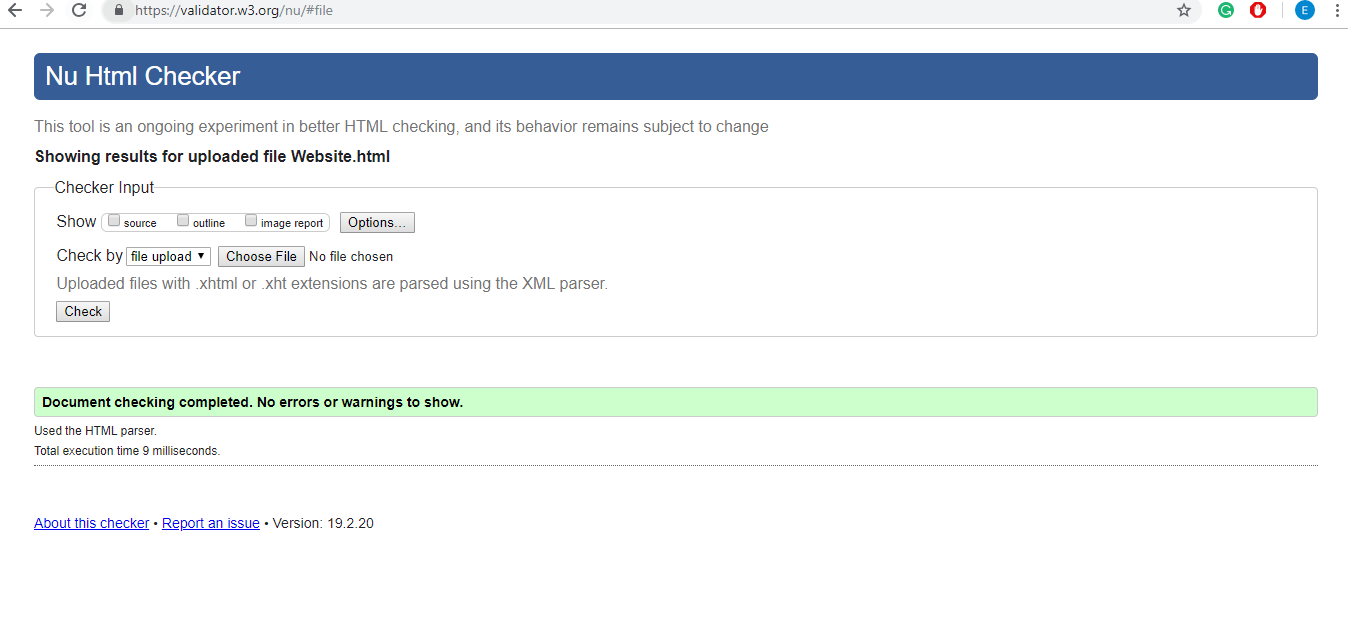 https://validator.w3.org/nu/#file
E
Nu Html Checker
This tool is an ongoing experiment in better HTML checking, and its behavior remains subject to change
Showing results for uploaded file Website.html
Checker Input
Show source outline image report Options...
Check by file upload Choose File No file chosen
Uploaded files with .xhtml or .xht extensions are parsed using the XML parser.
Check
Document checking completed. No errors or warnings to show.
Used the HTML parser.
Total execution time 9 milliseconds.
About this checker • Report an issue • Version: 19.2.20